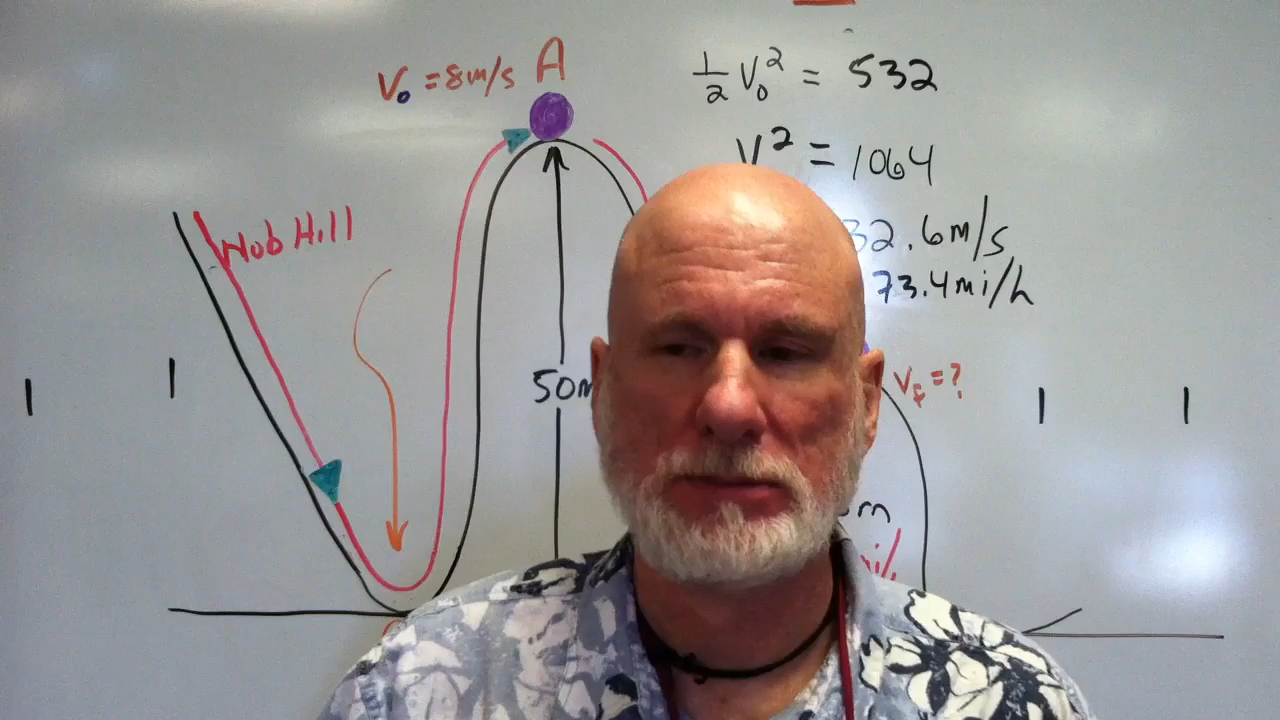 V₀ = 8m/s A
½ V₀² = 532
V² = 1064
32.6m/s
73.4mi/h
Nob Hill
50m
V_f = ?
m